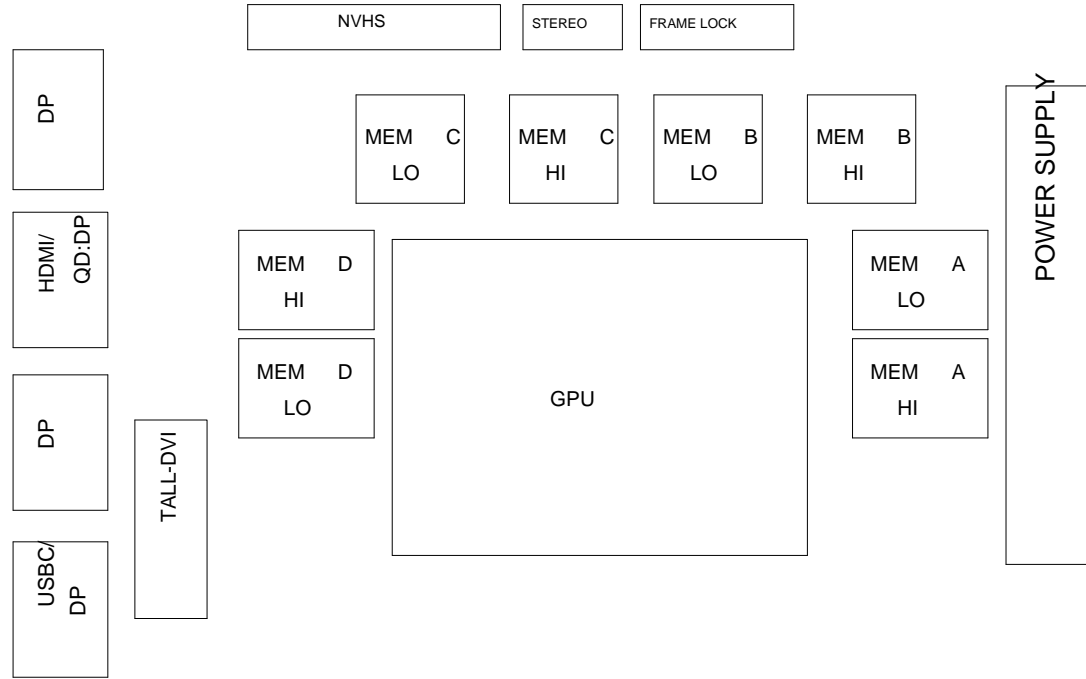 NVHS
STEREO
FRAME LOCK
DP
MEM C
LO
MEM C
HI
MEM B
LO
MEM B
HI
POWER SUPPLY
HDMI/
QD:DP
MEM D
HI
MEM A
LO
MEM D
LO
GPU
MEM A
HI
DP
TALL-DVI
USBC/
DP